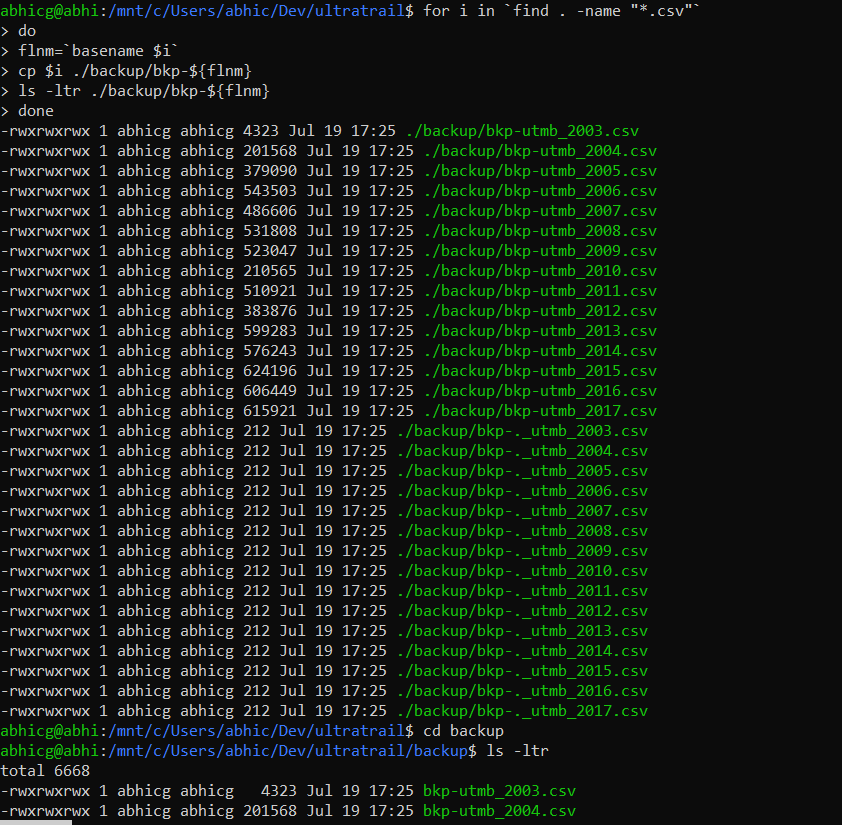 abhicg@abhi:/mnt/c/Users/abhic/Dev/ultratrail$ for i in `find . -name "*.csv"`
> do
> flnm=`basename $i`
> cp $i ./backup/bkp-${flnm}
> ls -ltr ./backup/bkp-${flnm}
> done
-rwxrwxrwx 1 abhicg abhicg 4323 Jul 19 17:25 ./backup/bkp-utmb_2003.csv
-rwxrwxrwx 1 abhicg abhicg 201568 Jul 19 17:25 ./backup/bkp-utmb_2004.csv
-rwxrwxrwx 1 abhicg abhicg 379090 Jul 19 17:25 ./backup/bkp-utmb_2005.csv
-rwxrwxrwx 1 abhicg abhicg 543503 Jul 19 17:25 ./backup/bkp-utmb_2006.csv
-rwxrwxrwx 1 abhicg abhicg 486606 Jul 19 17:25 ./backup/bkp-utmb_2007.csv
-rwxrwxrwx 1 abhicg abhicg 531808 Jul 19 17:25 ./backup/bkp-utmb_2008.csv
-rwxrwxrwx 1 abhicg abhicg 523047 Jul 19 17:25 ./backup/bkp-utmb_2009.csv
-rwxrwxrwx 1 abhicg abhicg 210565 Jul 19 17:25 ./backup/bkp-utmb_2010.csv
-rwxrwxrwx 1 abhicg abhicg 510921 Jul 19 17:25 ./backup/bkp-utmb_2011.csv
-rwxrwxrwx 1 abhicg abhicg 383876 Jul 19 17:25 ./backup/bkp-utmb_2012.csv
-rwxrwxrwx 1 abhicg abhicg 599283 Jul 19 17:25 ./backup/bkp-utmb_2013.csv
-rwxrwxrwx 1 abhicg abhicg 576243 Jul 19 17:25 ./backup/bkp-utmb_2014.csv
-rwxrwxrwx 1 abhicg abhicg 624196 Jul 19 17:25 ./backup/bkp-utmb_2015.csv
-rwxrwxrwx 1 abhicg abhicg 606449 Jul 19 17:25 ./backup/bkp-utmb_2016.csv
-rwxrwxrwx 1 abhicg abhicg 615921 Jul 19 17:25 ./backup/bkp-utmb_2017.csv
-rwxrwxrwx 1 abhicg abhicg 212 Jul 19 17:25 ./backup/bkp-._utmb_2003.csv
-rwxrwxrwx 1 abhicg abhicg 212 Jul 19 17:25 ./backup/bkp-._utmb_2004.csv
-rwxrwxrwx 1 abhicg abhicg 212 Jul 19 17:25 ./backup/bkp-._utmb_2005.csv
-rwxrwxrwx 1 abhicg abhicg 212 Jul 19 17:25 ./backup/bkp-._utmb_2006.csv
-rwxrwxrwx 1 abhicg abhicg 212 Jul 19 17:25 ./backup/bkp-._utmb_2007.csv
-rwxrwxrwx 1 abhicg abhicg 212 Jul 19 17:25 ./backup/bkp-._utmb_2008.csv
-rwxrwxrwx 1 abhicg abhicg 212 Jul 19 17:25 ./backup/bkp-._utmb_2009.csv
-rwxrwxrwx 1 abhicg abhicg 212 Jul 19 17:25 ./backup/bkp-._utmb_2010.csv
-rwxrwxrwx 1 abhicg abhicg 212 Jul 19 17:25 ./backup/bkp-._utmb_2011.csv
-rwxrwxrwx 1 abhicg abhicg 212 Jul 19 17:25 ./backup/bkp-._utmb_2012.csv
-rwxrwxrwx 1 abhicg abhicg 212 Jul 19 17:25 ./backup/bkp-._utmb_2013.csv
-rwxrwxrwx 1 abhicg abhicg 212 Jul 19 17:25 ./backup/bkp-._utmb_2014.csv
-rwxrwxrwx 1 abhicg abhicg 212 Jul 19 17:25 ./backup/bkp-._utmb_2015.csv
-rwxrwxrwx 1 abhicg abhicg 212 Jul 19 17:25 ./backup/bkp-._utmb_2016.csv
-rwxrwxrwx 1 abhicg abhicg 212 Jul 19 17:25 ./backup/bkp-._utmb_2017.csv
abhicg@abhi:/mnt/c/Users/abhic/Dev/ultratrail$ cd backup
abhicg@abhi:/mnt/c/Users/abhic/Dev/ultratrail/backup$ ls -ltr
total 6668
-rwxrwxrwx 1 abhicg abhicg   4323 Jul 19 17:25 bkp-utmb_2003.csv
-rwxrwxrwx 1 abhicg abhicg 201568 Jul 19 17:25 bkp-utmb_2004.csv